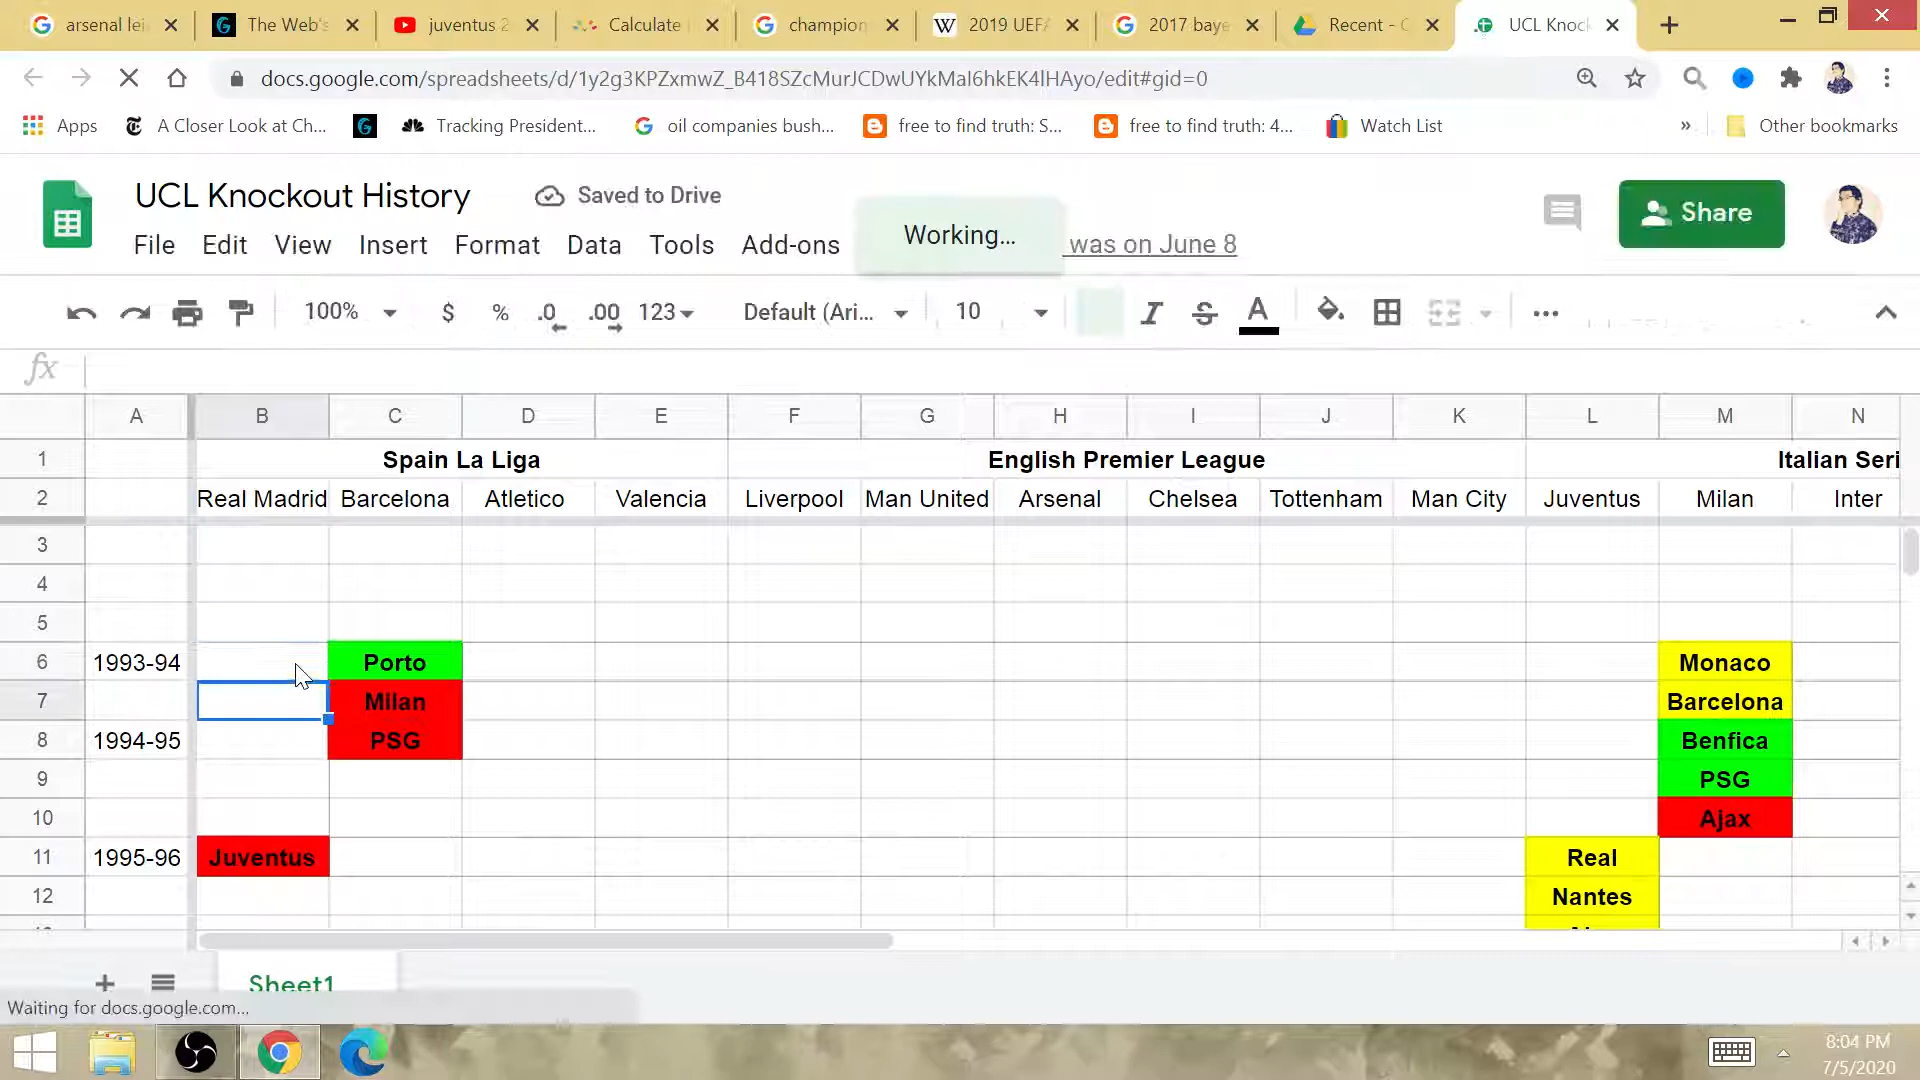 arsenal lei
The Web's
juventus 2
Calculate
champion
2019 UEFA
2017 baye
Recent - G
UCL Knock
docs.google.com/spreadsheets/d/1y2g3KPZxmwZ_B418SZcMurJCDwUYkMaI6hkEK4lHAyo/edit#gid=0
Apps
A Closer Look at Ch...
Tracking President...
oil companies bush...
free to find truth: S...
free to find truth: 4...
Watch List
»
Other bookmarks
UCL Knockout History
Saved to Drive
Working...
Share
File Edit View Insert Format Data Tools Add-ons
was on June 8
100% $ % .0 .00 123 Default (Ari... 10 I S A
fx
A B C D E F G H I J K L M N
1 Spain La Liga English Premier League Italian Seri
2 Real Madrid Barcelona Atletico Valencia Liverpool Man United Arsenal Chelsea Tottenham Man City Juventus Milan Inter
3
4
5
6 1993-94 Porto Monaco
7 Milan Barcelona
8 1994-95 PSG Benfica
9 PSG
10 Ajax
11 1995-96 Juventus Real
12 Nantes
Sheet1
Waiting for docs.google.com...
8:04 PM
7/5/2020